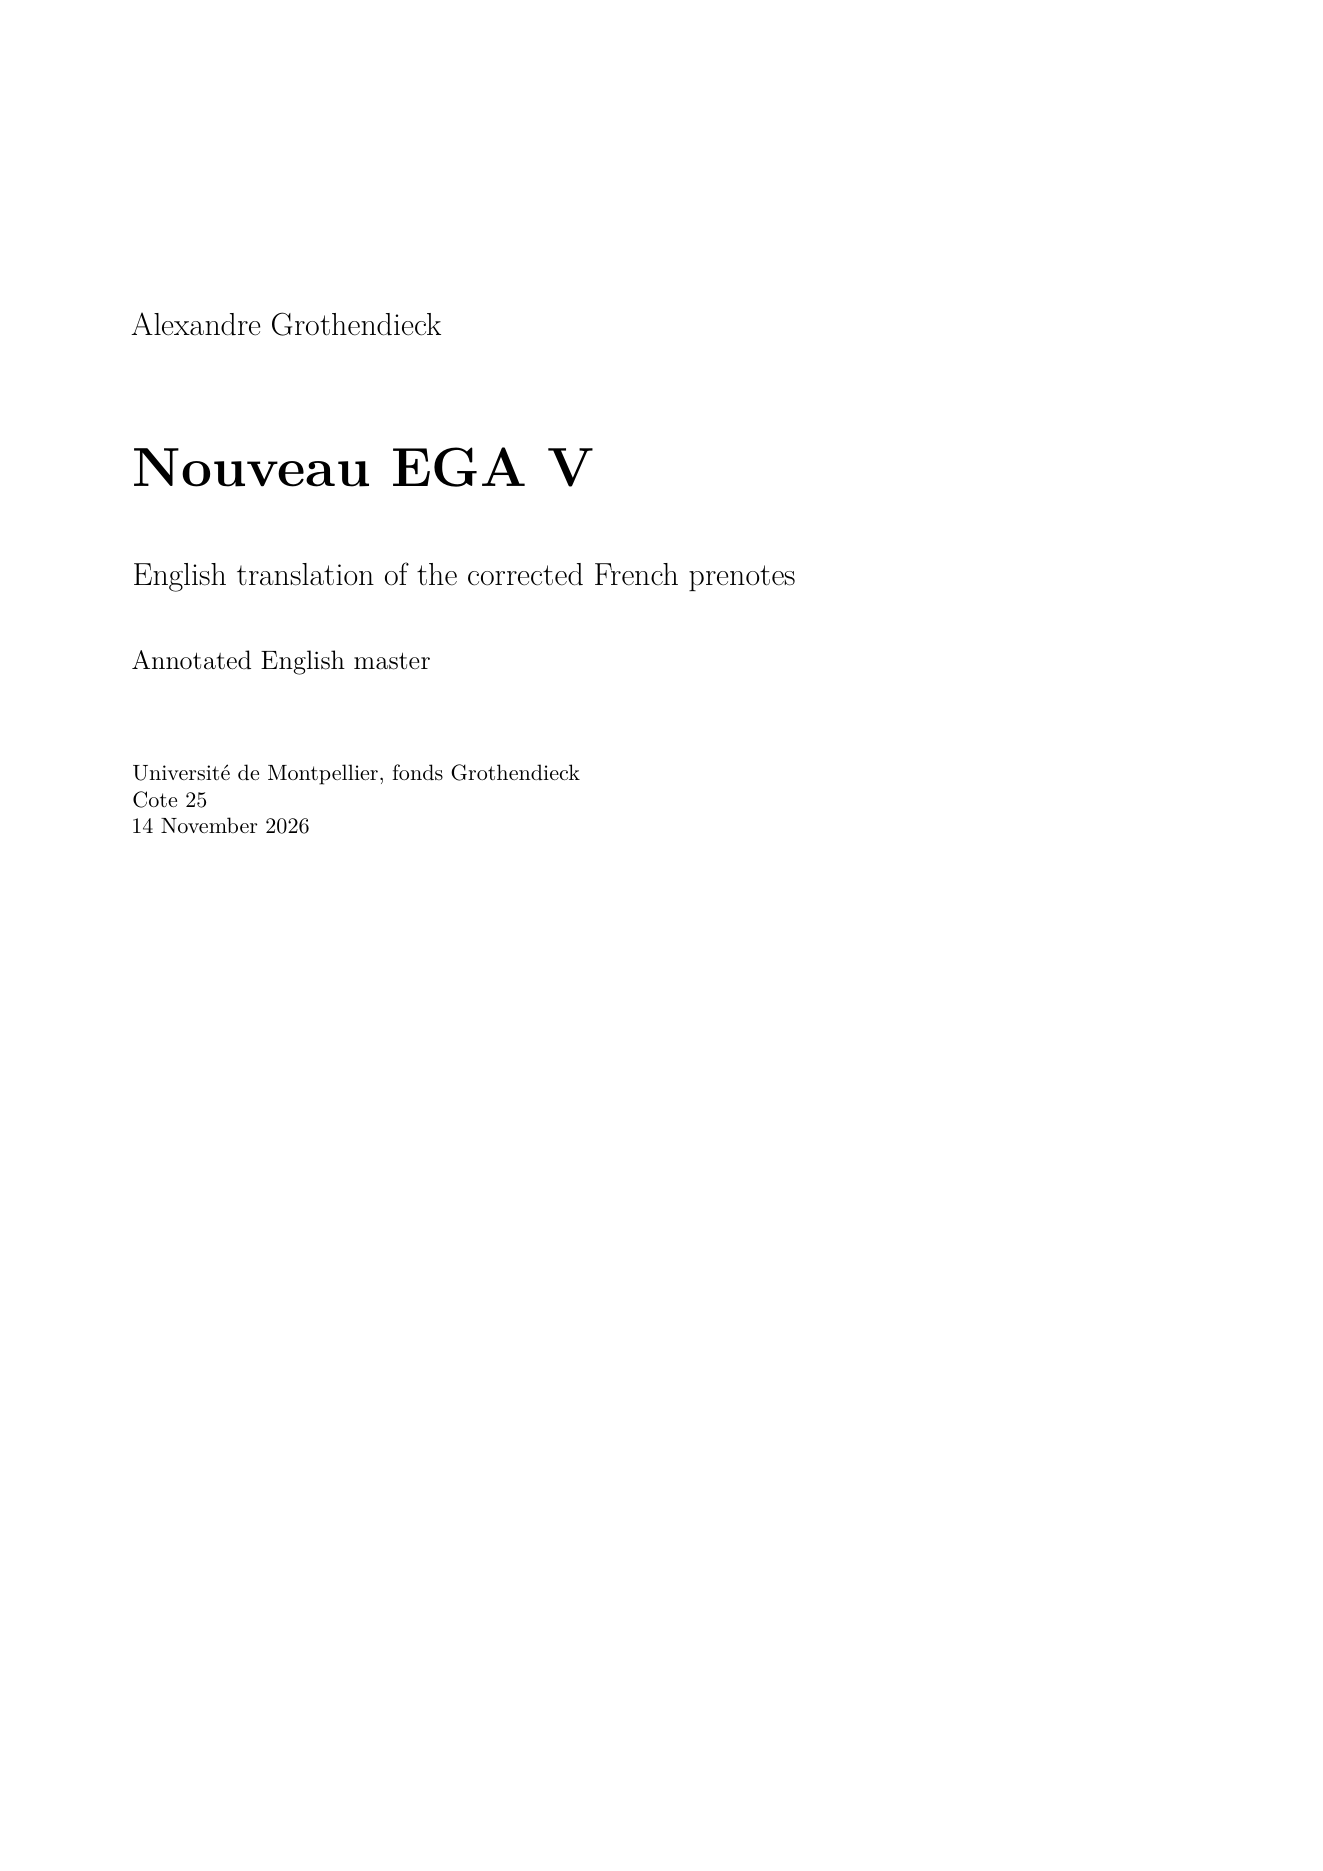 Alexandre Grothendieck
Nouveau EGA V
English translation of the corrected French prenotes
Annotated English master
Université de Montpellier, fonds Grothendieck
Cote 25
14 November 2026